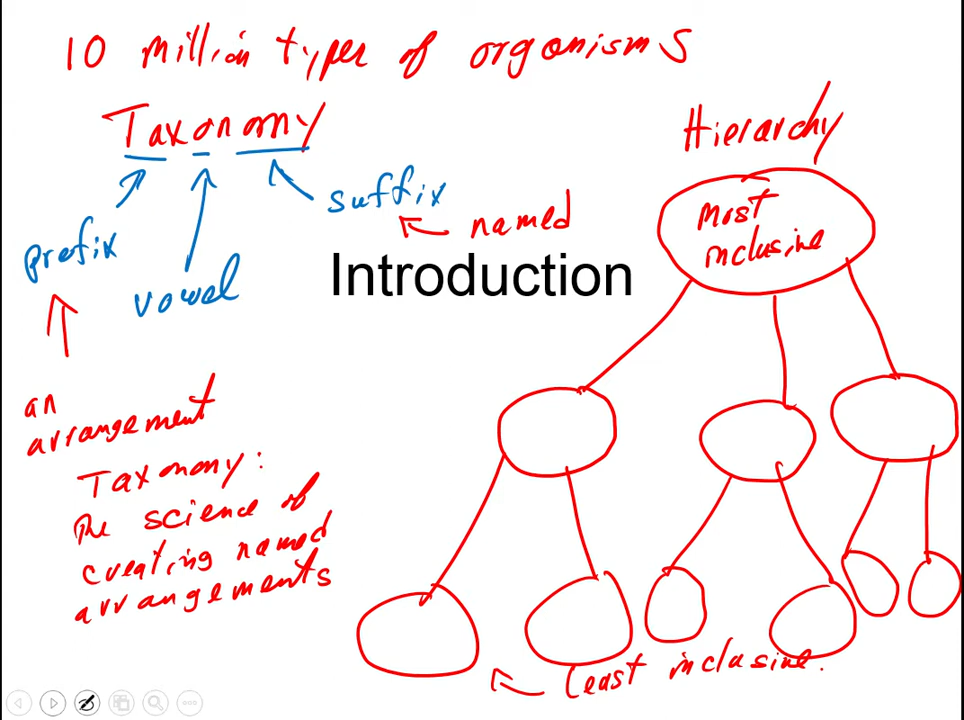 10 million types of organisms
Taxonomy
Hierarchy
suffix
named
prefix
vowel
Most
inclusive
Introduction
an
arrangement
Taxonomy:
The science of
creating named
arrangements
Least inclusive.